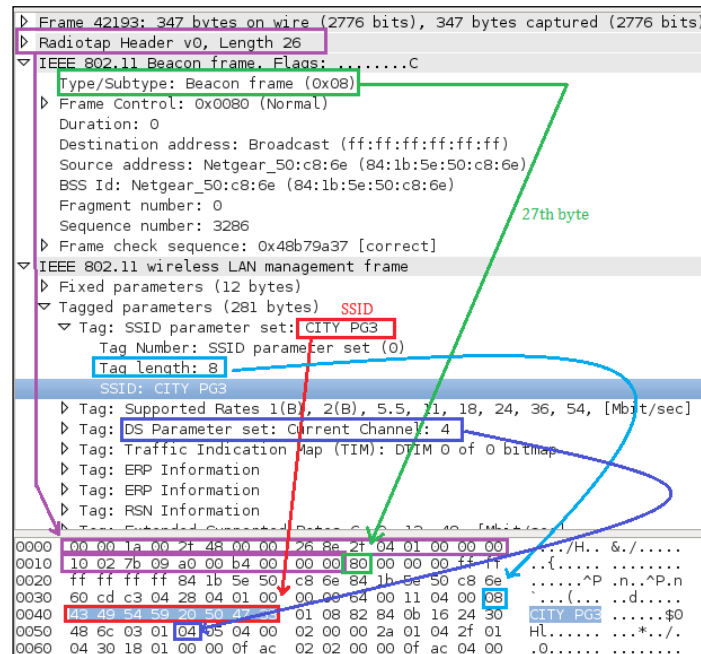 Frame 42193: 347 bytes on wire (2776 bits), 347 bytes captured (2776 bits)
Radiotap Header v0, Length 26
IEEE 802.11 Beacon frame, Flags: ........C
Type/Subtype: Beacon frame (0x08)
Frame Control: 0x0080 (Normal)
Duration: 0
Destination address: Broadcast (ff:ff:ff:ff:ff:ff)
Source address: Netgear_50:c8:6e (84:1b:5e:50:c8:6e)
BSS Id: Netgear_50:c8:6e (84:1b:5e:50:c8:6e)
27th byte
Fragment number: 0
Sequence number: 3286
Frame check sequence: 0x48b79a37 [correct]
IEEE 802.11 wireless LAN management frame
Fixed parameters (12 bytes)
Tagged parameters (281 bytes) SSID
Tag: SSID parameter set: CITY PG3
Tag Number: SSID parameter set (0)
Tag length: 8
SSID: CITY PG3
Tag: Supported Rates 1(B), 2(B), 5.5, 11, 18, 24, 36, 54, [Mbit/sec]
Tag: DS Parameter set: Current Channel: 4
Tag: Traffic Indication Map (TIM): DTIM 0 of 0 bitmap
Tag: ERP Information
Tag: ERP Information
Tag: RSN Information
0000 00 00 1a 00 2f 48 00 00 26 8e 2f 04 01 00 00 00 ..../H.. &./.....
0010 10 02 7b 09 a0 00 b4 00 00 00 80 00 00 00 ff ff ..{..... ........
0020 ff ff ff ff 84 1b 5e 50 c8 6e 84 1b 5e 50 c8 6e ......^P .n..^P.n
0030 60 cd c3 04 28 04 01 00 00 00 64 00 11 04 00 08 `...(... ..d.....
0040 43 49 54 59 20 50 47 33 01 08 82 84 0b 16 24 30 CITY PG3 ......$0
0050 48 6c 03 01 04 05 04 00 02 00 00 2a 01 04 2f 01 Hl...... ...*../.
0060 04 30 18 01 00 00 0f ac 02 02 00 00 0f ac 04 00 .0...... ........